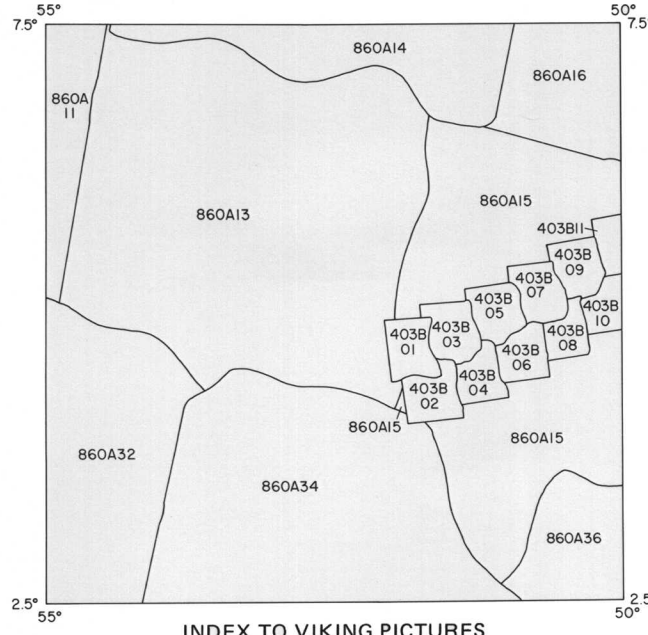 55°
50°
7.5°
7.5°
860A14
860A16
860A
11
860A13
860A15
403B11
403B
09
403B
07
403B
10
403B
05
403B
03
403B
01
403B
08
403B
06
403B
04
403B
02
860A15
860A15
860A32
860A34
860A36
2.5°
2.5
55°
50°
INDEX TO VIKING PICTURES